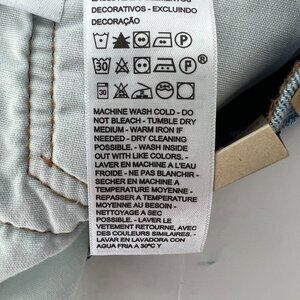 DECORATIVOS - EXCLUINDO
DECORAÇÃO
P
®
P
MACHINE WASH COLD - DO
NOT BLEACH - TUMBLE DRY
MEDIUM - WARM IRON IF
NEEDED - DRY CLEANING
POSSIBLE. - WASH INSIDE
OUT WITH LIKE COLORS. -
LAVER EN MACHINE A L'EAU
FROIDE - NE PAS BLANCHIR -
SECHER EN MACHINE A
TEMPERATURE MOYENNE -
REPASSER A TEMPERATURE
MOYENNE AU BESOIN -
NETTOYAGE A SEC
POSSIBLE. - LAVER LE
VETEMENT RETOURNE, AVEC
DES COULEURS SIMILAIRES. -
LAVAR EN LAVADORA CON
AGUA FRIA A 30ºC Y